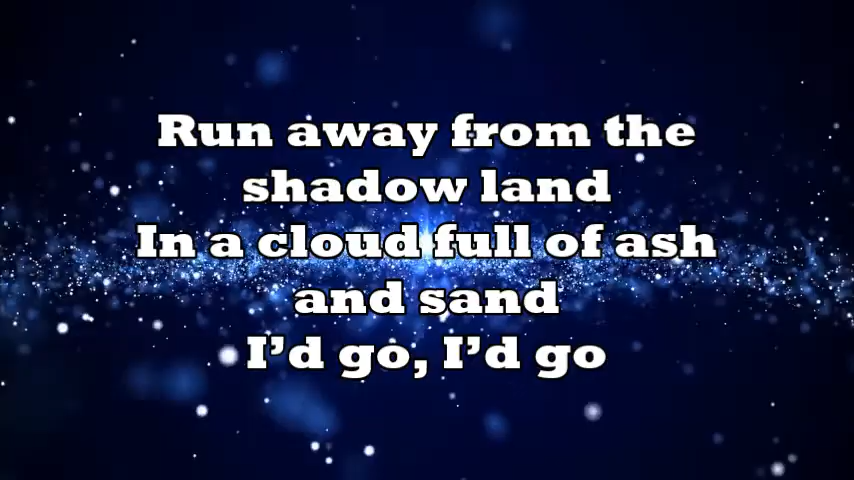 Run away from the
shadow land
In a cloud full of ash
and sand
I’d go, I’d go